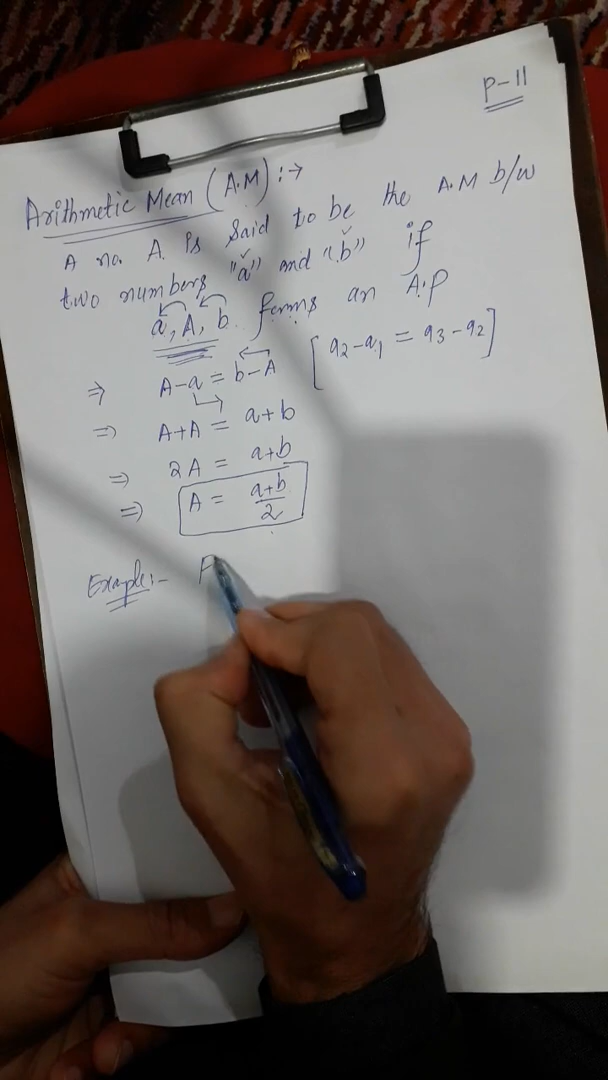 P-11
Arithmetic Mean (A.M) :→
A no. A is said to be the A.M b/w
two numbers "a" and "b" if
a, A, b forms an A.P
⇒ A-a = b-A [a2-a1 = a3-a2]
⇒ A+A = a+b
⇒ 2A = a+b
⇒ A = a+b/2
Example:- F